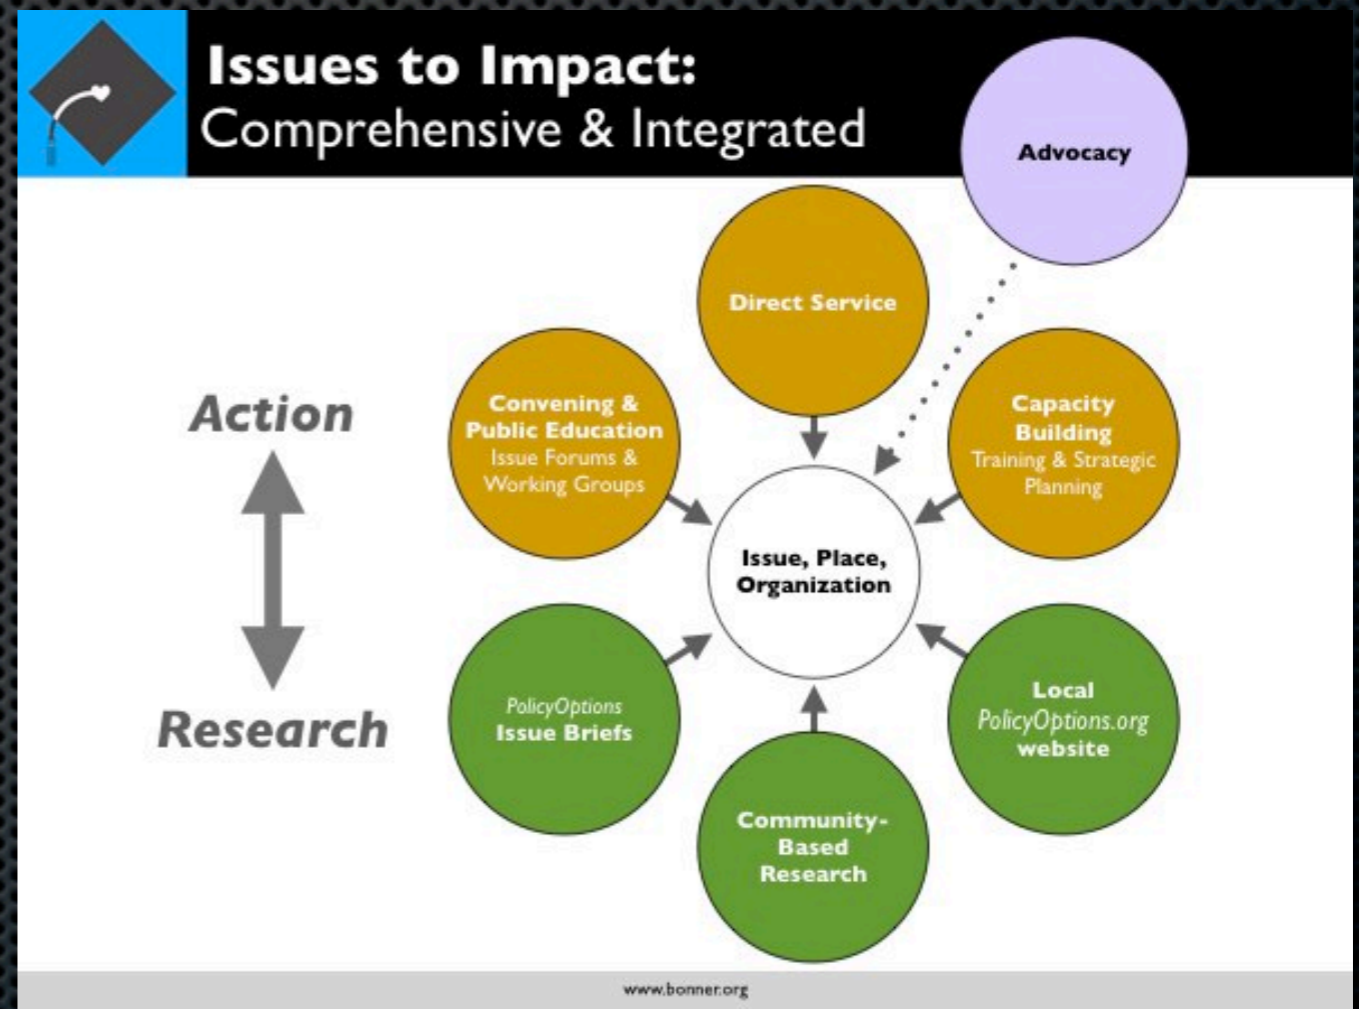 Issues to Impact:
Comprehensive & Integrated
Advocacy
Direct Service
Convening &
Public Education
Issue Forums &
Working Groups
Capacity
Building
Training & Strategic
Planning
Action
Issue, Place,
Organization
Research
PolicyOptions
Issue Briefs
Local
PolicyOptions.org
website
Community-
Based
Research
www.bonner.org